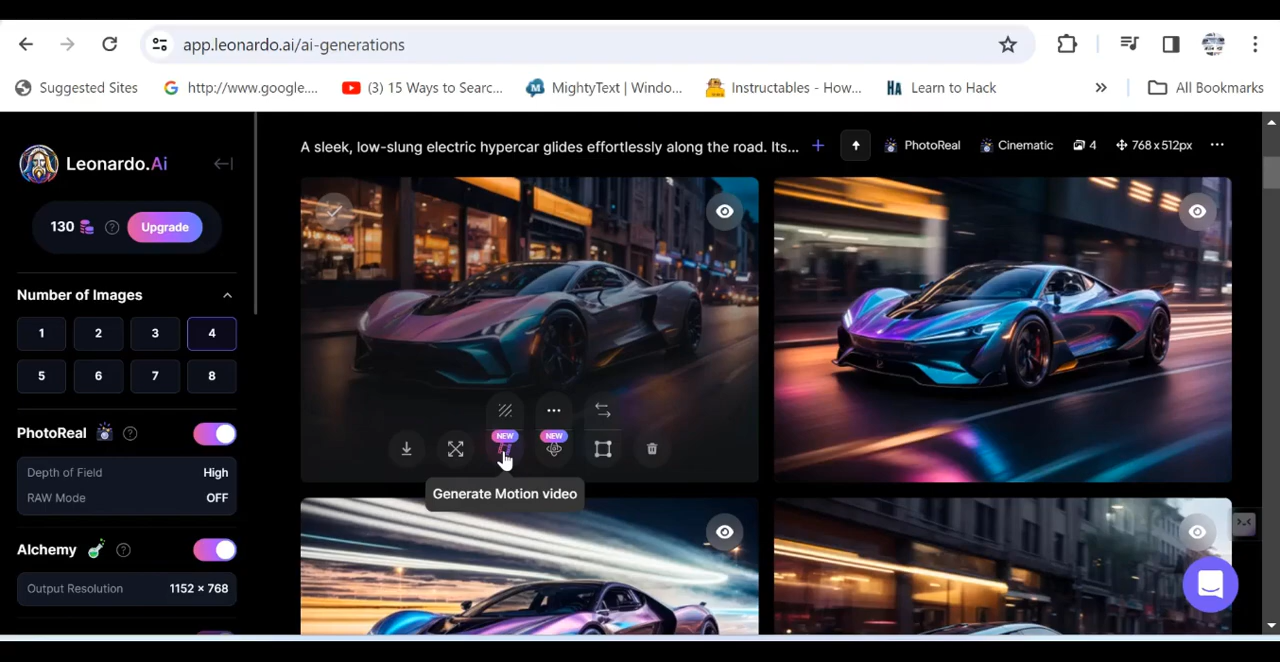 app.leonardo.ai/ai-generations
Suggested Sites
http://www.google....
(3) 15 Ways to Searc...
MightyText | Windo...
Instructables - How...
HA
Learn to Hack
All Bookmarks
Leonardo.Ai
130
Upgrade
Number of Images
1 2 3 4
5 6 7 8
PhotoReal
Depth of Field High
RAW Mode OFF
Alchemy
Output Resolution 1152 × 768
A sleek, low-slung electric hypercar glides effortlessly along the road. Its...
PhotoReal
Cinematic
4
768 x 512px
NEW
NEW
Generate Motion video